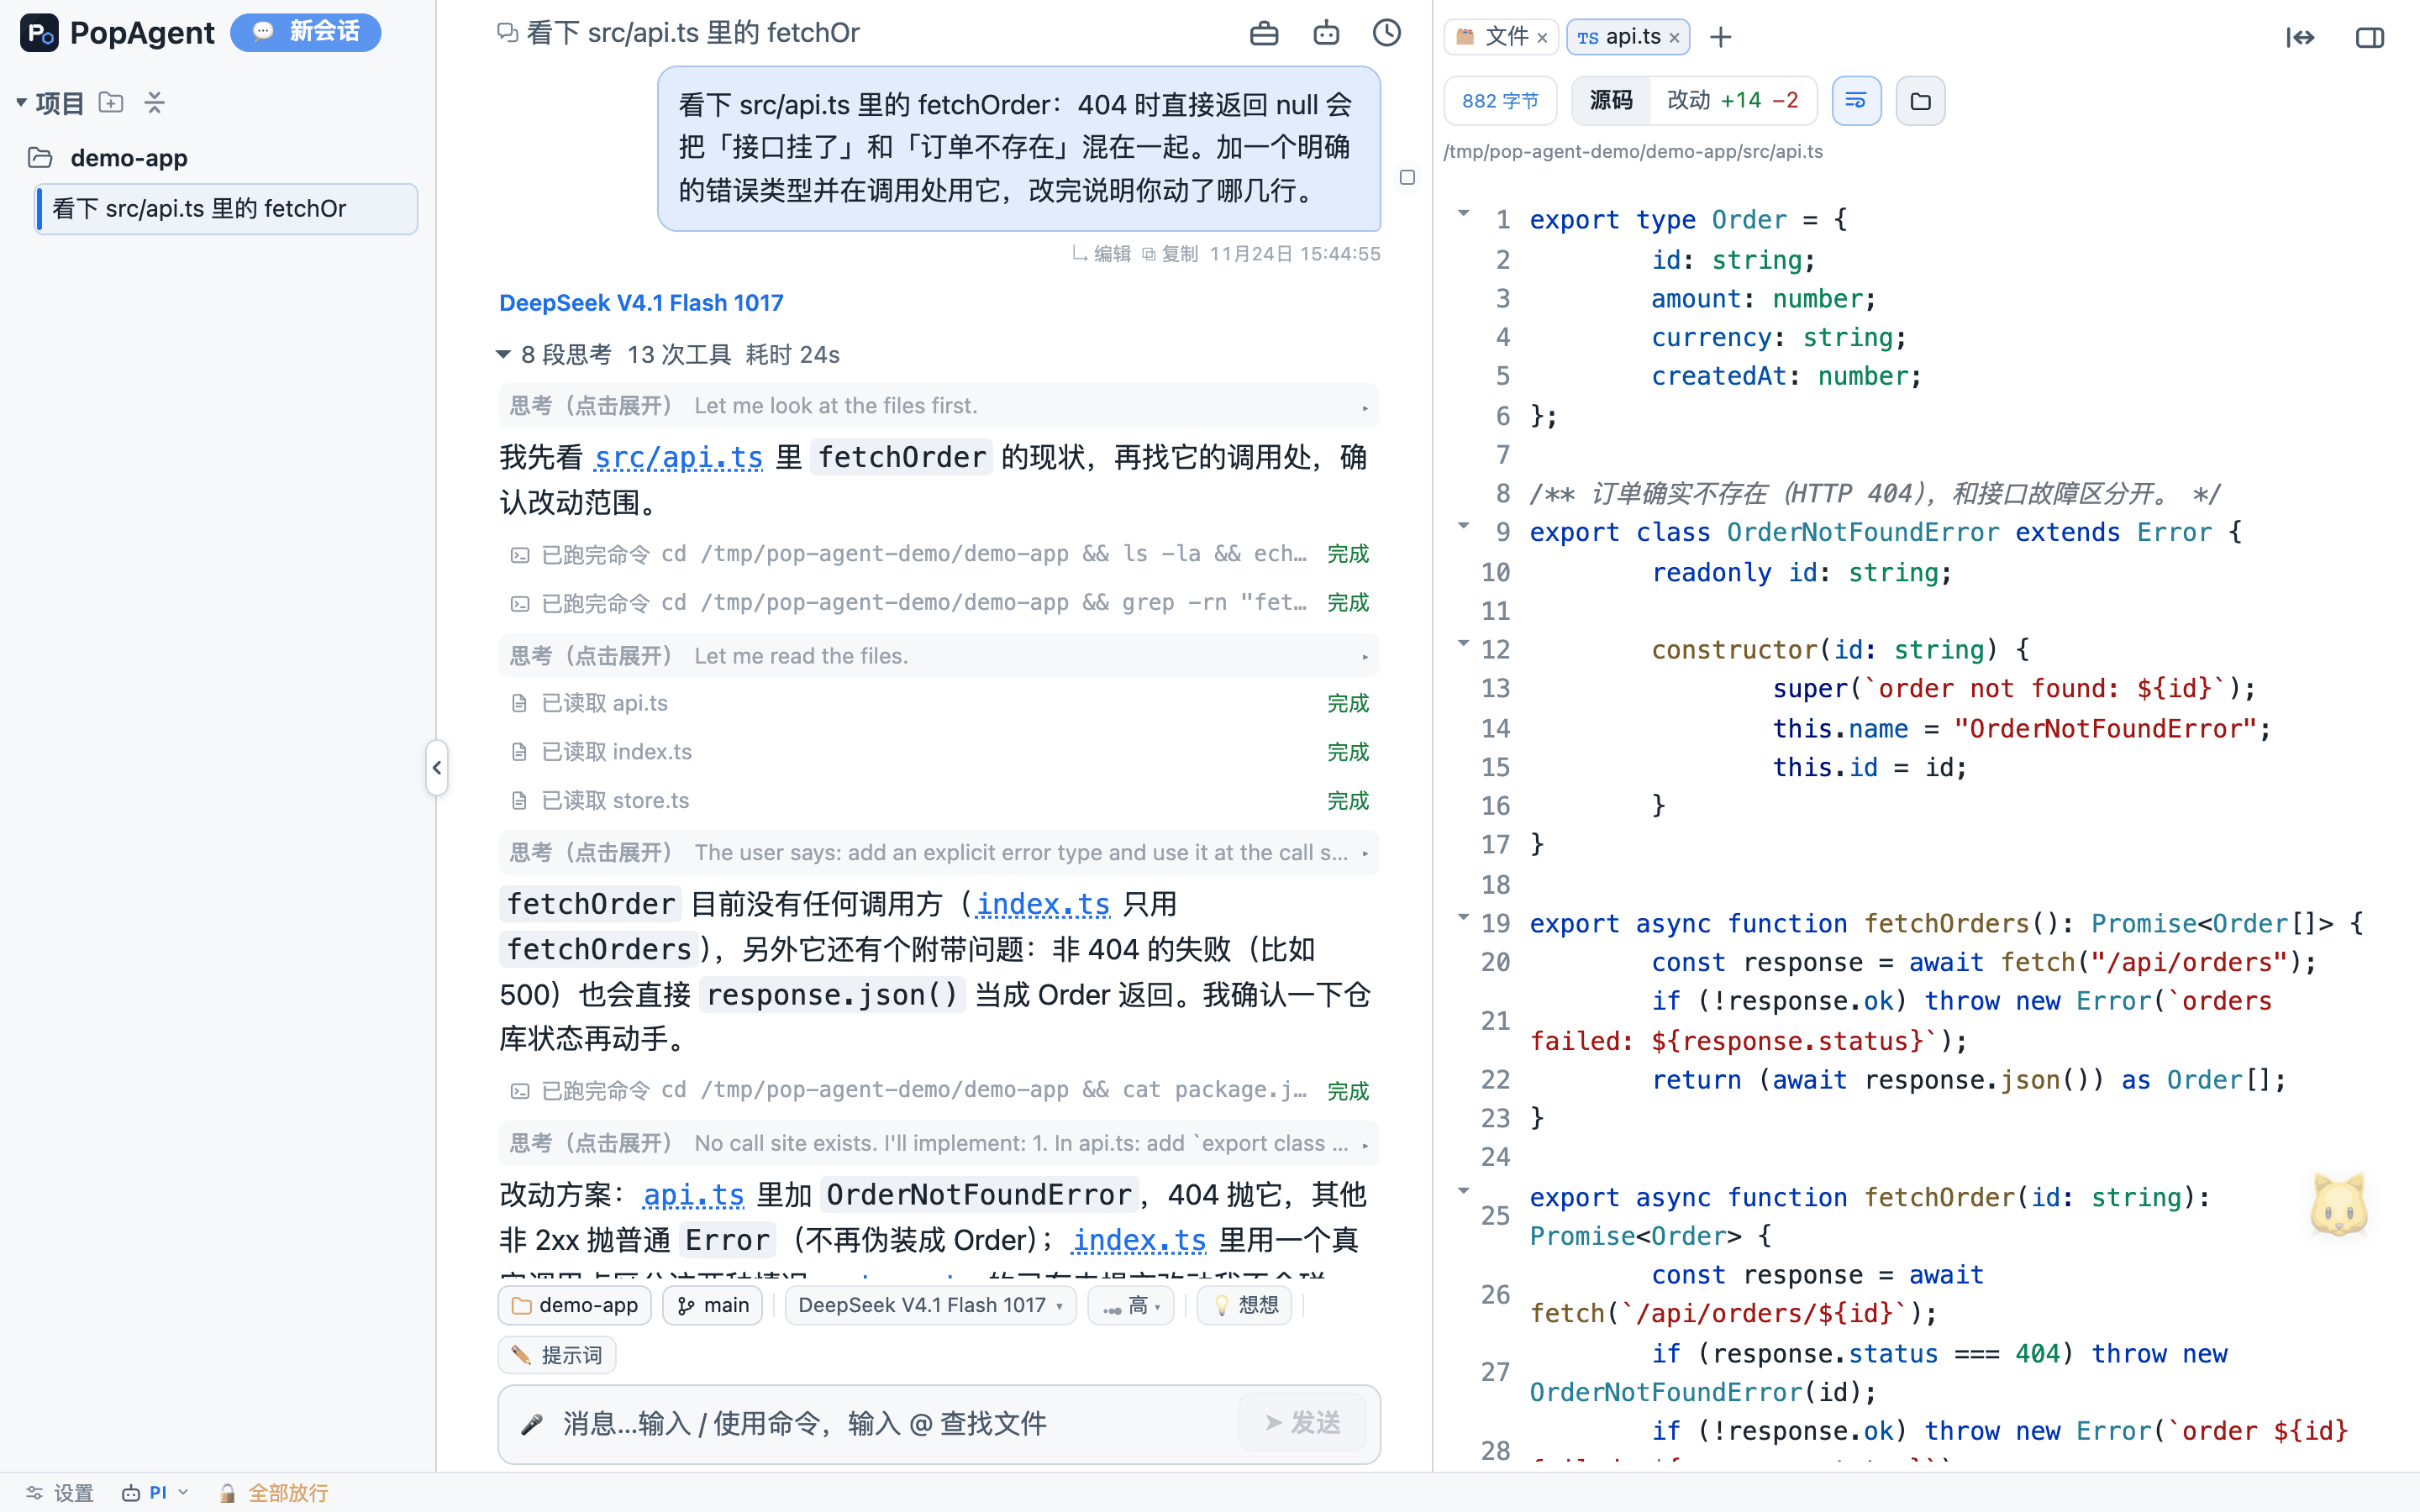 PopAgent
新会话
项目
demo-app
看下 src/api.ts 里的 fetchOr
设置
PI
全部放行
看下 src/api.ts 里的 fetchOr
看下 src/api.ts 里的 fetchOrder：404 时直接返回 null 会
把「接口挂了」和「订单不存在」混在一起。加一个明确
的错误类型并在调用处用它，改完说明你动了哪几行。
编辑 复制 11月24日 15:44:55
DeepSeek V4.1 Flash 1017
8 段思考 13 次工具 耗时 24s
思考（点击展开） Let me look at the files first.
我先看 src/api.ts 里 fetchOrder 的现状，再找它的调用处，确
认改动范围。
已跑完命令 cd /tmp/pop-agent-demo/demo-app && ls -la && ech… 完成
已跑完命令 cd /tmp/pop-agent-demo/demo-app && grep -rn "fet… 完成
思考（点击展开） Let me read the files.
已读取 api.ts 完成
已读取 index.ts 完成
已读取 store.ts 完成
思考（点击展开） The user says: add an explicit error type and use it at the call s...
fetchOrder 目前没有任何调用方（index.ts 只用
fetchOrders），另外它还有个附带问题：非 404 的失败（比如
500）也会直接 response.json() 当成 Order 返回。我确认一下仓
库状态再动手。
已跑完命令 cd /tmp/pop-agent-demo/demo-app && cat package.j… 完成
思考（点击展开） No call site exists. I'll implement: 1. In api.ts: add `export class ...
改动方案：api.ts 里加 OrderNotFoundError，404 抛它，其他
非 2xx 抛普通 Error（不再伪装成 Order）；index.ts 里用一个真
demo-app
main
DeepSeek V4.1 Flash 1017
高
想想
提示词
消息...输入 / 使用命令，输入 @ 查找文件
发送
文件 ×
TS api.ts ×
882 字节
源码
改动 +14 −2
/tmp/pop-agent-demo/demo-app/src/api.ts
1 export type Order = {
2 id: string;
3 amount: number;
4 currency: string;
5 createdAt: number;
6 };
7
8 /** 订单确实不存在（HTTP 404），和接口故障区分开。 */
9 export class OrderNotFoundError extends Error {
10 readonly id: string;
11
12 constructor(id: string) {
13 super(`order not found: ${id}`);
14 this.name = "OrderNotFoundError";
15 this.id = id;
16 }
17 }
18
19 export async function fetchOrders(): Promise<Order[]> {
20 const response = await fetch("/api/orders");
21 if (!response.ok) throw new Error(`orders
failed: ${response.status}`);
22 return (await response.json()) as Order[];
23 }
24
25 export async function fetchOrder(id: string):
Promise<Order> {
26 const response = await
fetch(`/api/orders/${id}`);
27 if (response.status === 404) throw new
OrderNotFoundError(id);
28 if (!response.ok) throw new Error(`order ${id}